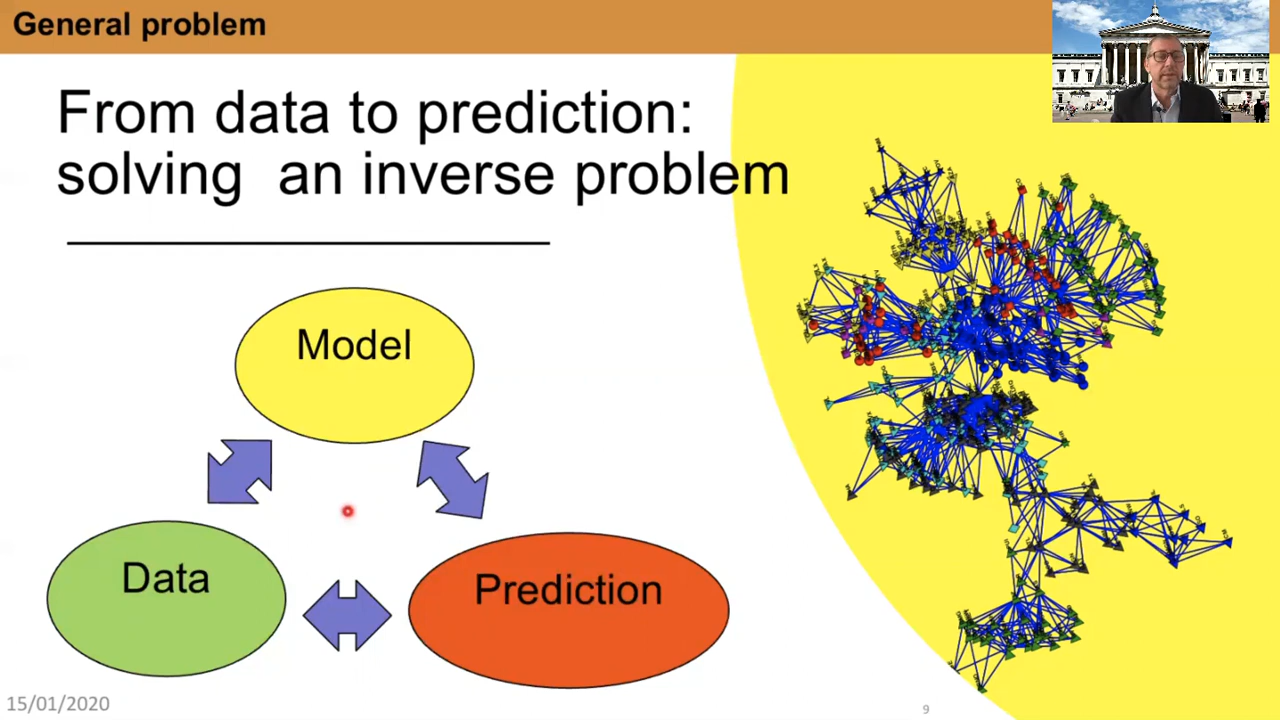 General problem
From data to prediction:
solving an inverse problem
Model
Data
Prediction
15/01/2020
9